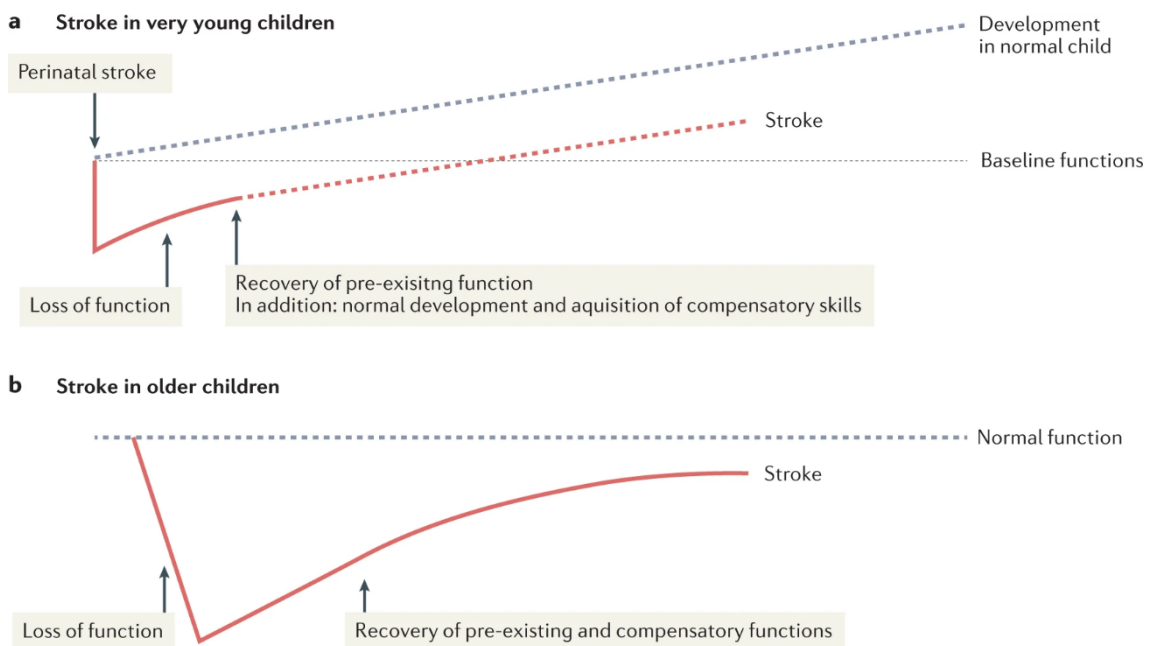 a Stroke in very young children
Development
in normal child
Perinatal stroke
Stroke
Baseline functions
Recovery of pre-exisitng function
In addition: normal development and aquisition of compensatory skills
Loss of function
b Stroke in older children
Normal function
Stroke
Loss of function
Recovery of pre-existing and compensatory functions